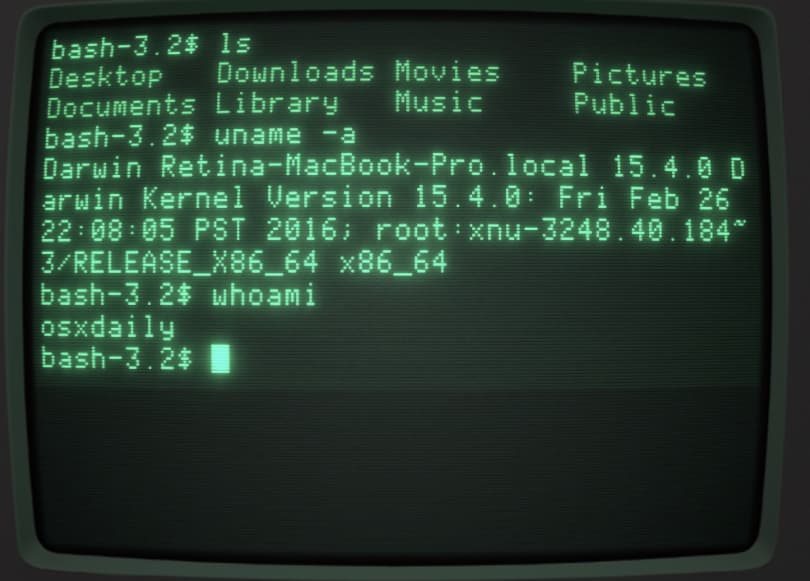 bash-3.2$ ls
Desktop Downloads Movies Pictures
Documents Library Music Public
bash-3.2$ uname -a
Darwin Retina-MacBook-Pro.local 15.4.0 D
arwin Kernel Version 15.4.0: Fri Feb 26
22:08:05 PST 2016; root:xnu-3248.40.184~
3/RELEASE_X86_64 x86_64
bash-3.2$ whoami
osxdaily
bash-3.2$